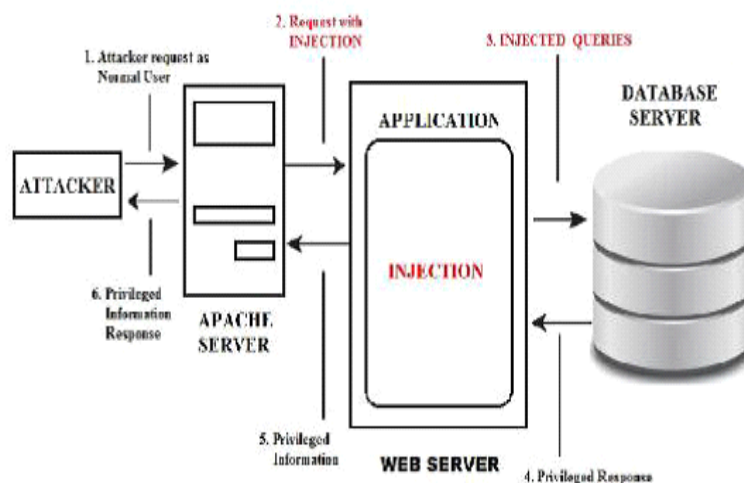 1. Attacker request as
Normal User
2. Request with
INJECTION
3. INJECTED QUERIES
DATABASE
SERVER
APPLICATION
ATTACKER
INJECTION
6. Privileged
Information
Response
APACHE
SERVER
5. Privileged
Information
WEB SERVER
4. Privileged Response